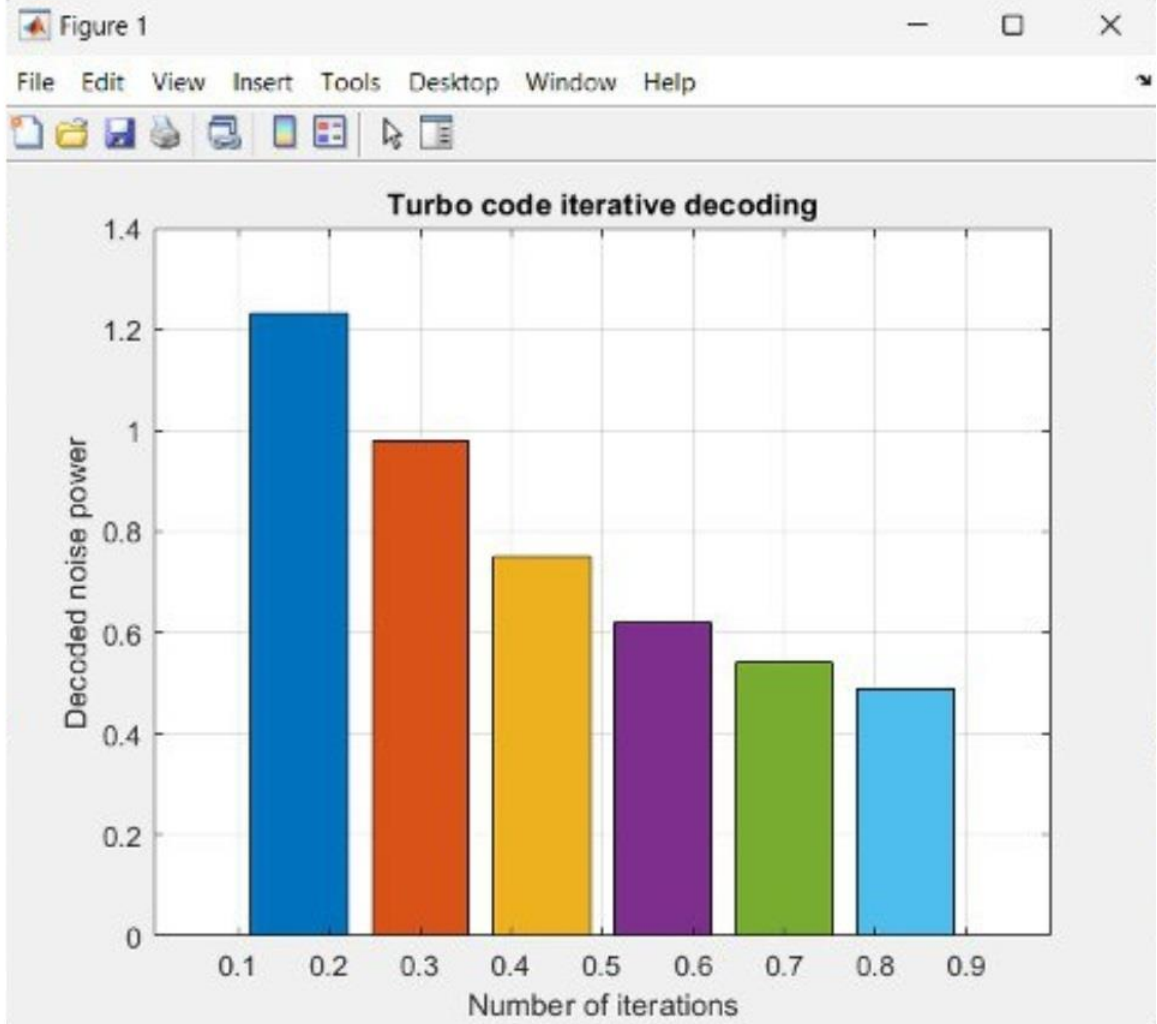 Figure 1
File Edit View Insert Tools Desktop Window Help
Turbo code iterative decoding
1.4
1.2
1
0.8
0.6
0.4
0.2
0
Decoded noise power
0.1 0.2 0.3 0.4 0.5 0.6 0.7 0.8 0.9
Number of iterations